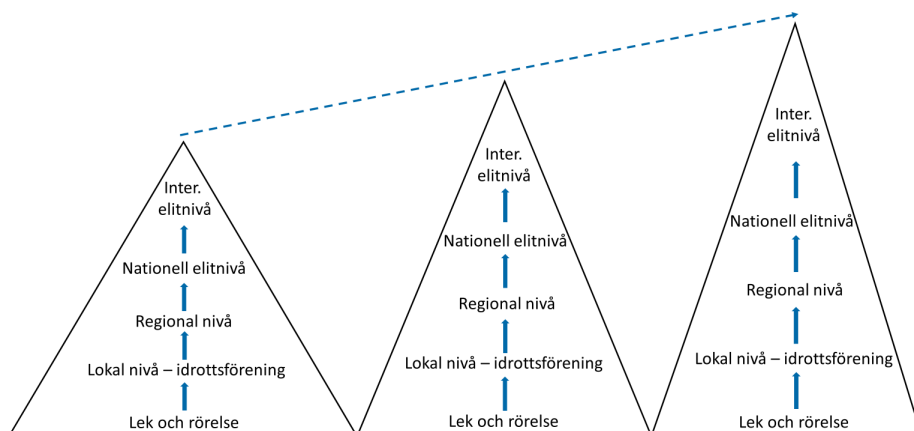 Inter.
elitnivå
Nationell elitnivå
Regional nivå
Lokal nivå – idrottsförening
Lek och rörelse
Inter.
elitnivå
Nationell elitnivå
Regional nivå
Lokal nivå – idrottsförening
Lek och rörelse
Inter.
elitnivå
Nationell elitnivå
Regional nivå
Lokal nivå – idrottsförening
Lek och rörelse